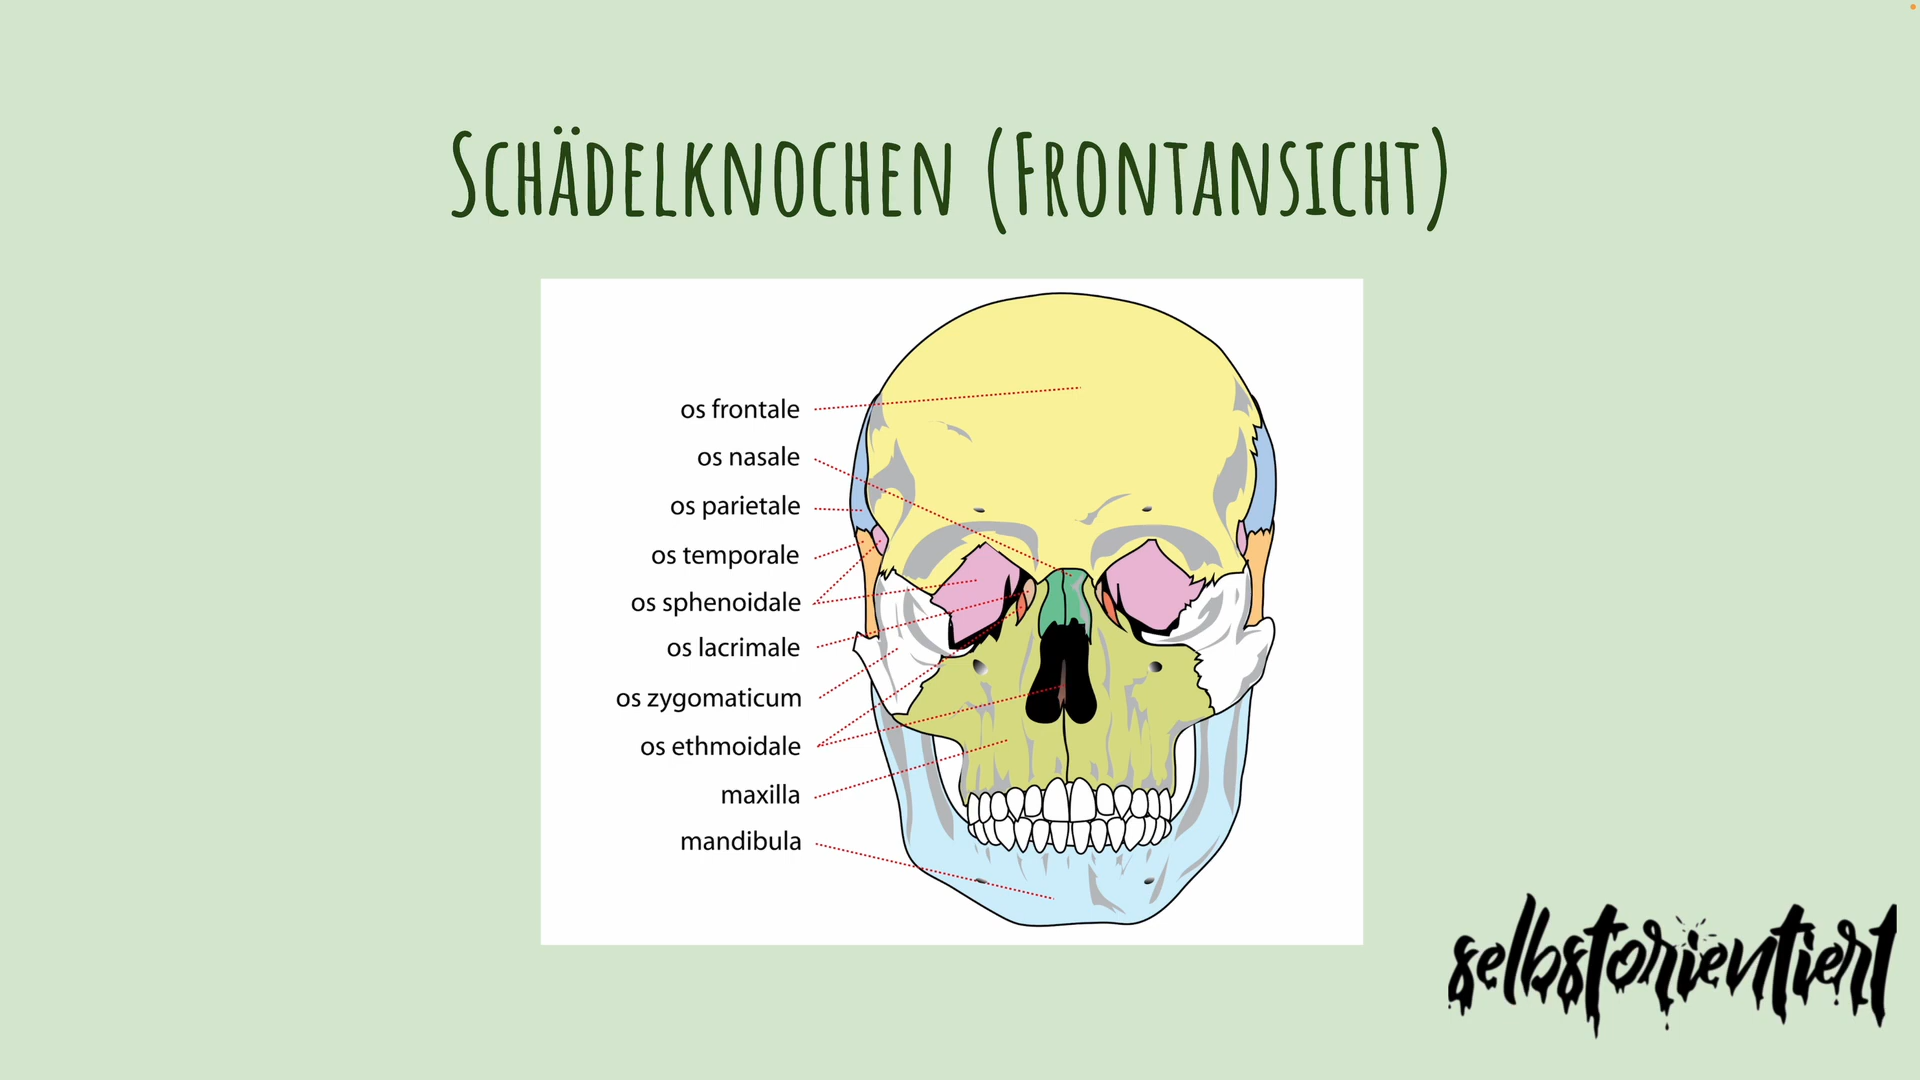 Schädelknochen (Frontansicht)
os frontale
os nasale
os parietale
os temporale
os sphenoidale
os lacrimale
os zygomaticum
os ethmoidale
maxilla
mandibula
selbstorientiert